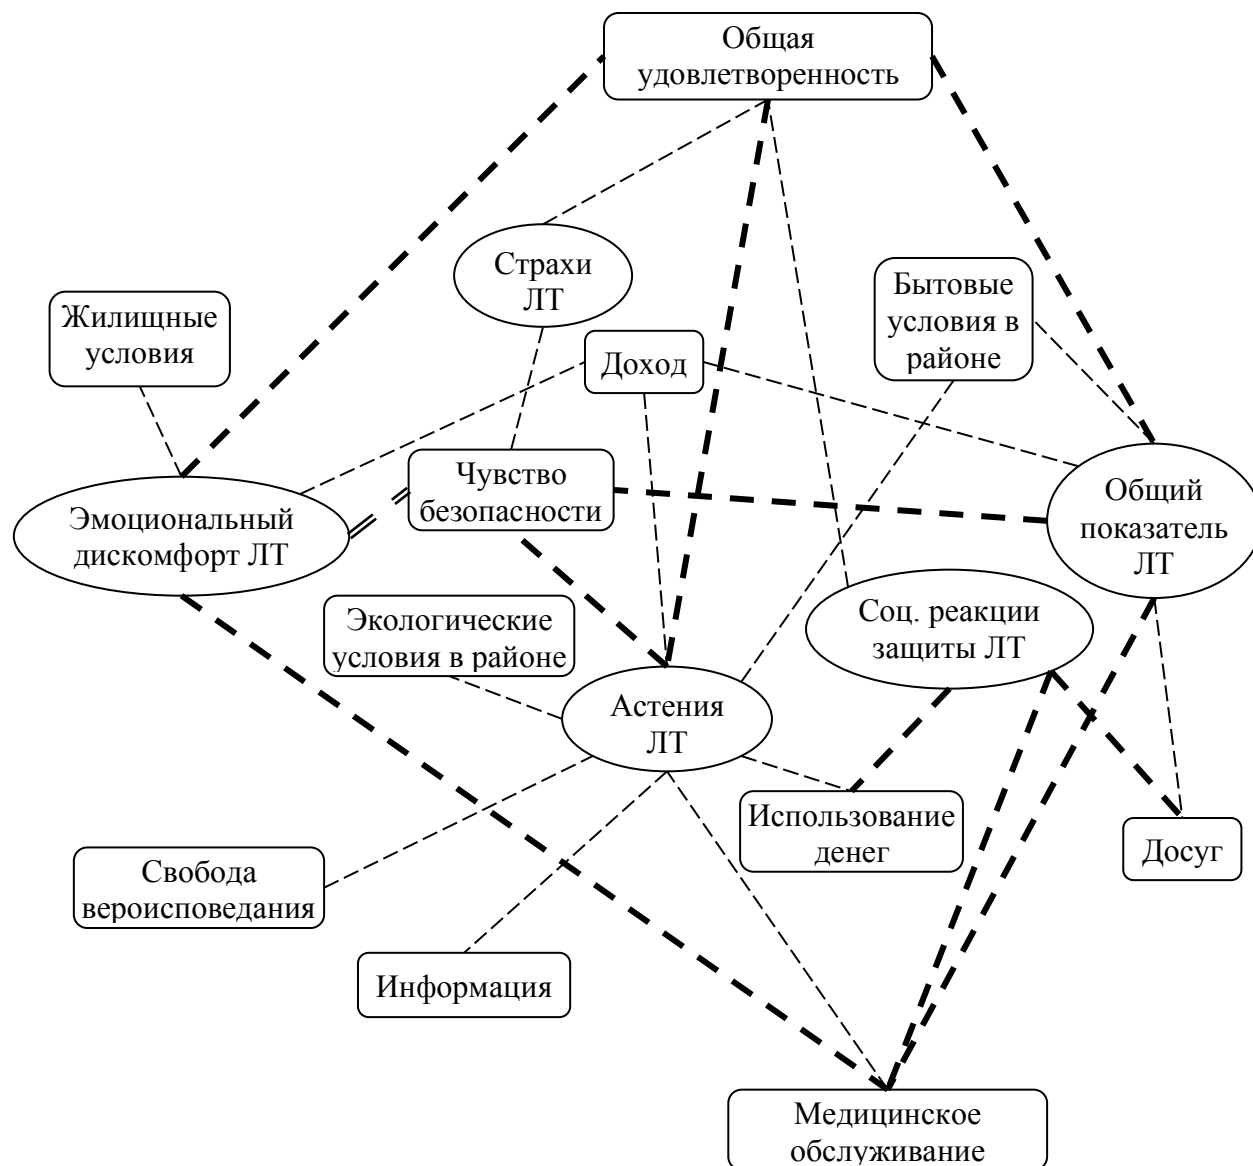 Общая
удовлетворенность
Страхи
ЛТ
Бытовые
условия в
районе
Жилищные
условия
Доход
Чувство
безопасности
Общий
показатель
ЛТ
Эмоциональный
дискомфорт ЛТ
Экологические
условия в районе
Соц. реакции
защиты ЛТ
Астения
ЛТ
Использование
денег
Досуг
Свобода
вероисповедания
Информация
Медицинское
обслуживание